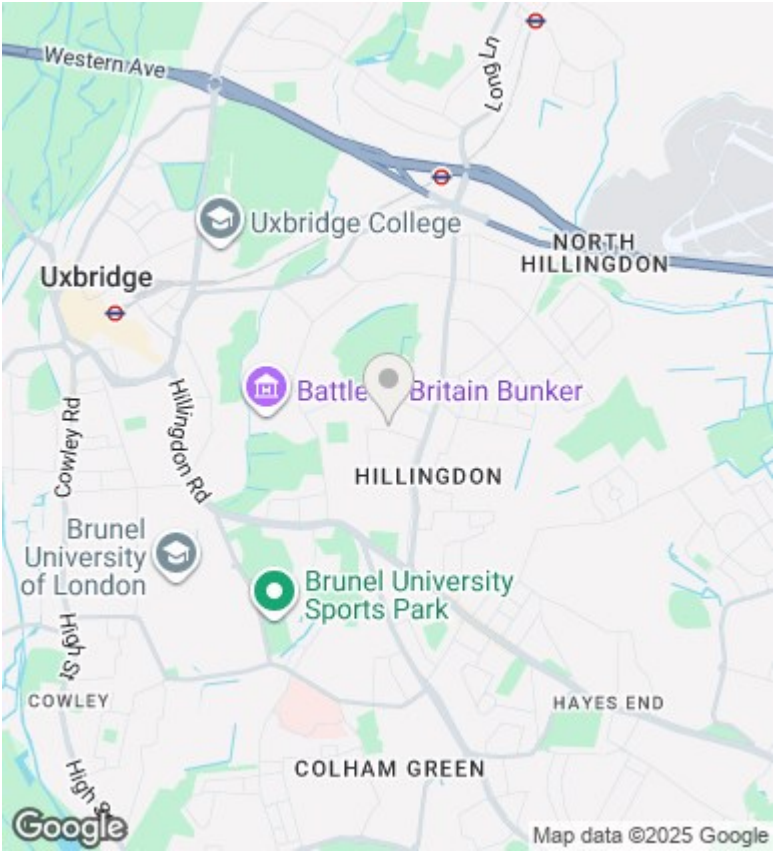 Western Ave
Long Ln
Uxbridge College
NORTH
HILLINGDON
Uxbridge
Battle
Britain Bunker
Hillingdon Rd
Cowley Rd
HILLINGDON
Brunel
University
of London
Brunel University
Sports Park
High St
COWLEY
HAYES END
COLHAM GREEN
High
Google
Map data ©2025 Google